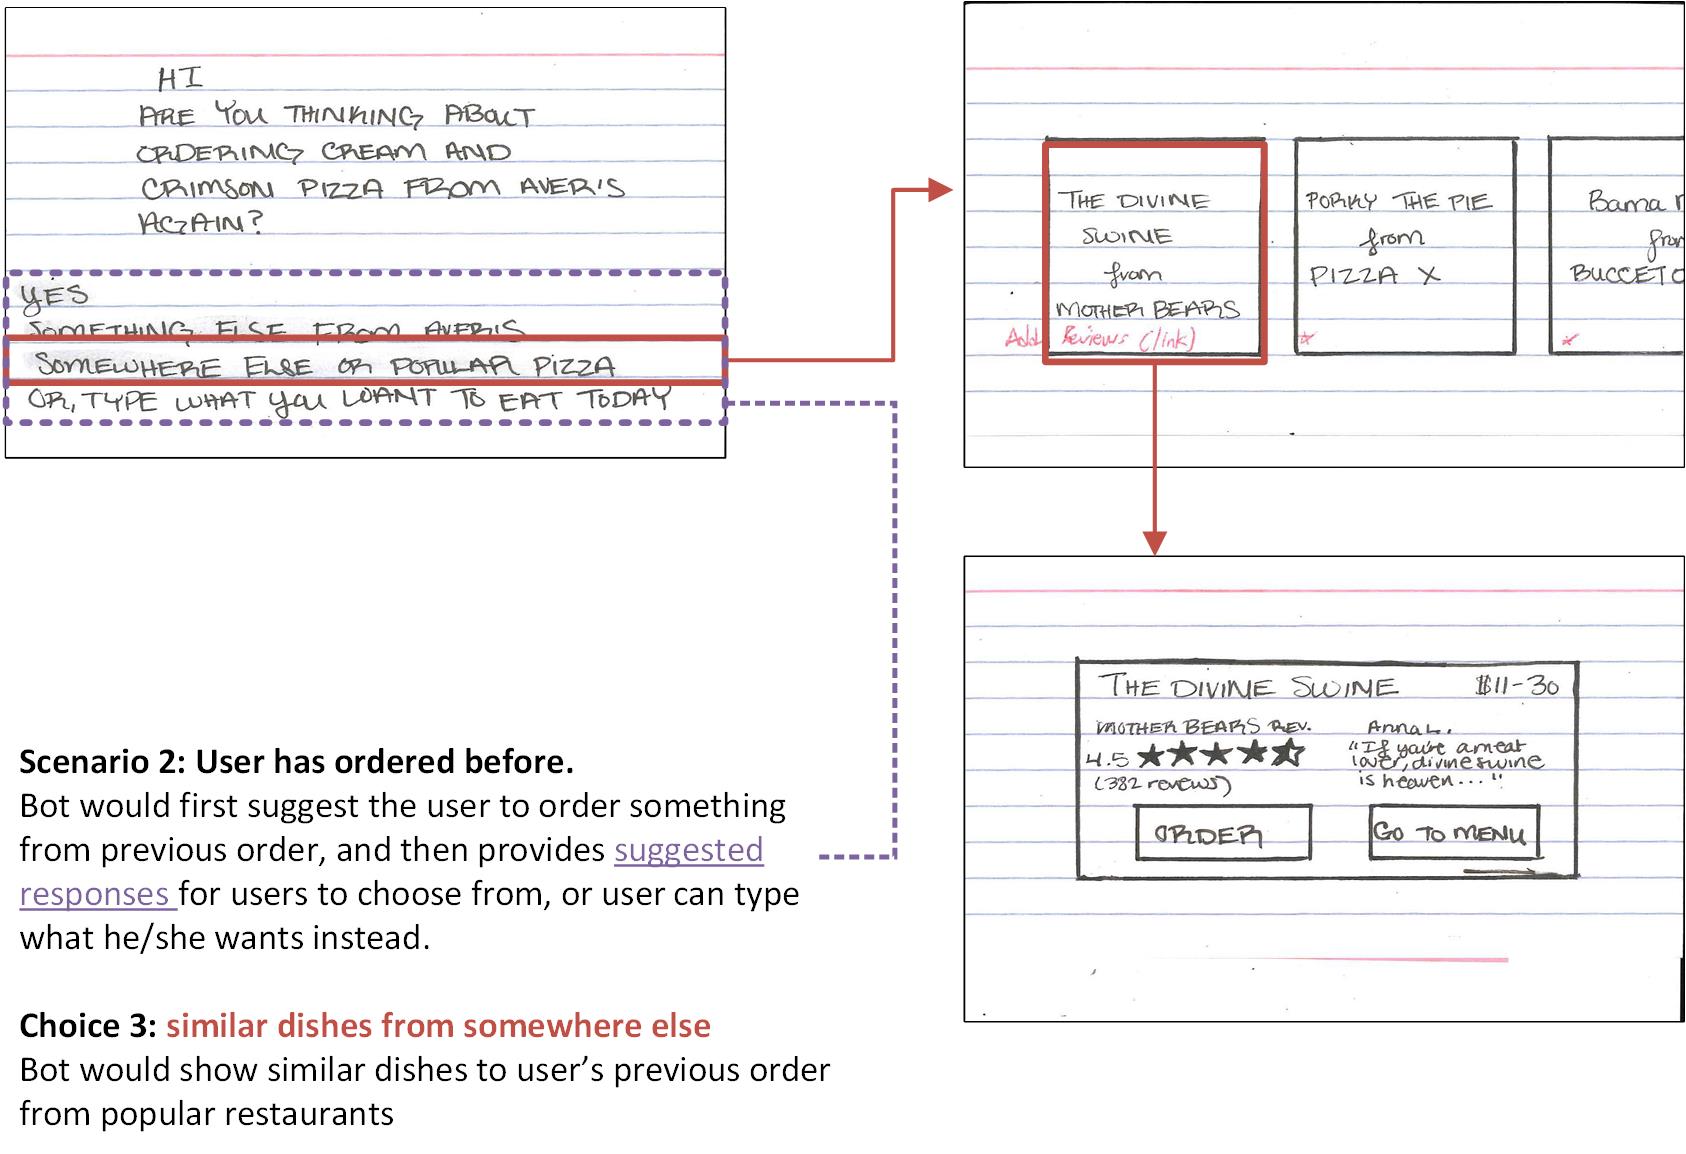 HI
ARE YOU THINKING ABOUT
ORDERING CREAM AND
CRIMSON PIZZA FROM AVER'S
AGAIN?
YES
SOMETHING ELSE FROM AVERIS
SOMEWHERE ELSE OR POPULAR PIZZA
OR, TYPE WHAT YOU WANT TO EAT TODAY
THE DIVINE
SWINE
from
MOTHER BEARS
Add Reviews (link)
PORKY THE PIE
from
PIZZA X
Bama
from
BUCCETO
THE DIVINE SWINE $11-30
MOTHER BEARS REV.
4.5
(382 reviews)
Anna L.
"If you're a meat
lover, divine swine
is heaven..."
ORDER
GO TO MENU
Scenario 2: User has ordered before.
Bot would first suggest the user to order something
from previous order, and then provides suggested
responses for users to choose from, or user can type
what he/she wants instead.
Choice 3: similar dishes from somewhere else
Bot would show similar dishes to user's previous order
from popular restaurants